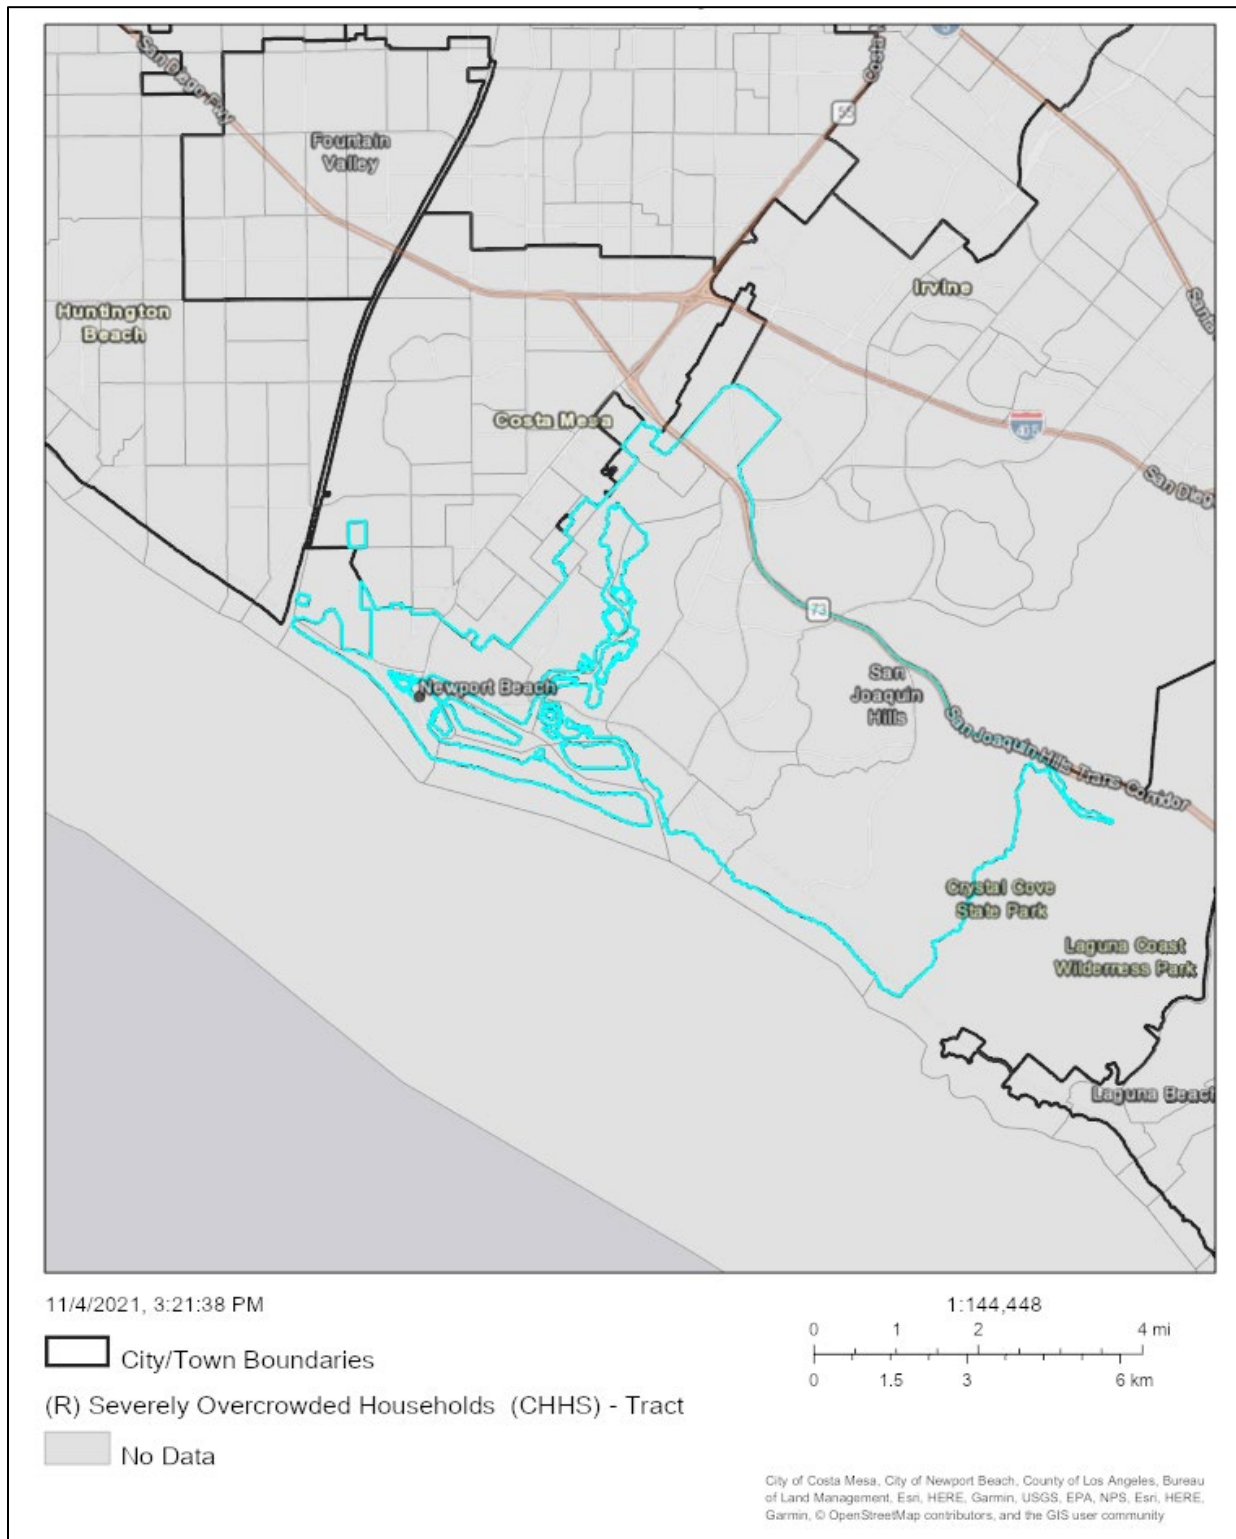 San Diego Fwy
Costa
55
Fountain
Valley
Irvine
Huntington
Beach
Costa Mesa
405
San Dieg
73
San
Joaquin
Hills
Newport Beach
San Joaquin Hills Trans Corridor
Crystal Cove
State Park
Laguna Coast
Wilderness Park
Laguna Beach
11/4/2021, 3:21:38 PM
1:144,448
0 1 2 4 mi
0 1.5 3 6 km
City/Town Boundaries
(R) Severely Overcrowded Households (CHHS) - Tract
No Data
City of Costa Mesa, City of Newport Beach, County of Los Angeles, Bureau
of Land Management, Esri, HERE, Garmin, USGS, EPA, NPS, Esri, HERE,
Garmin, © OpenStreetMap contributors, and the GIS user community